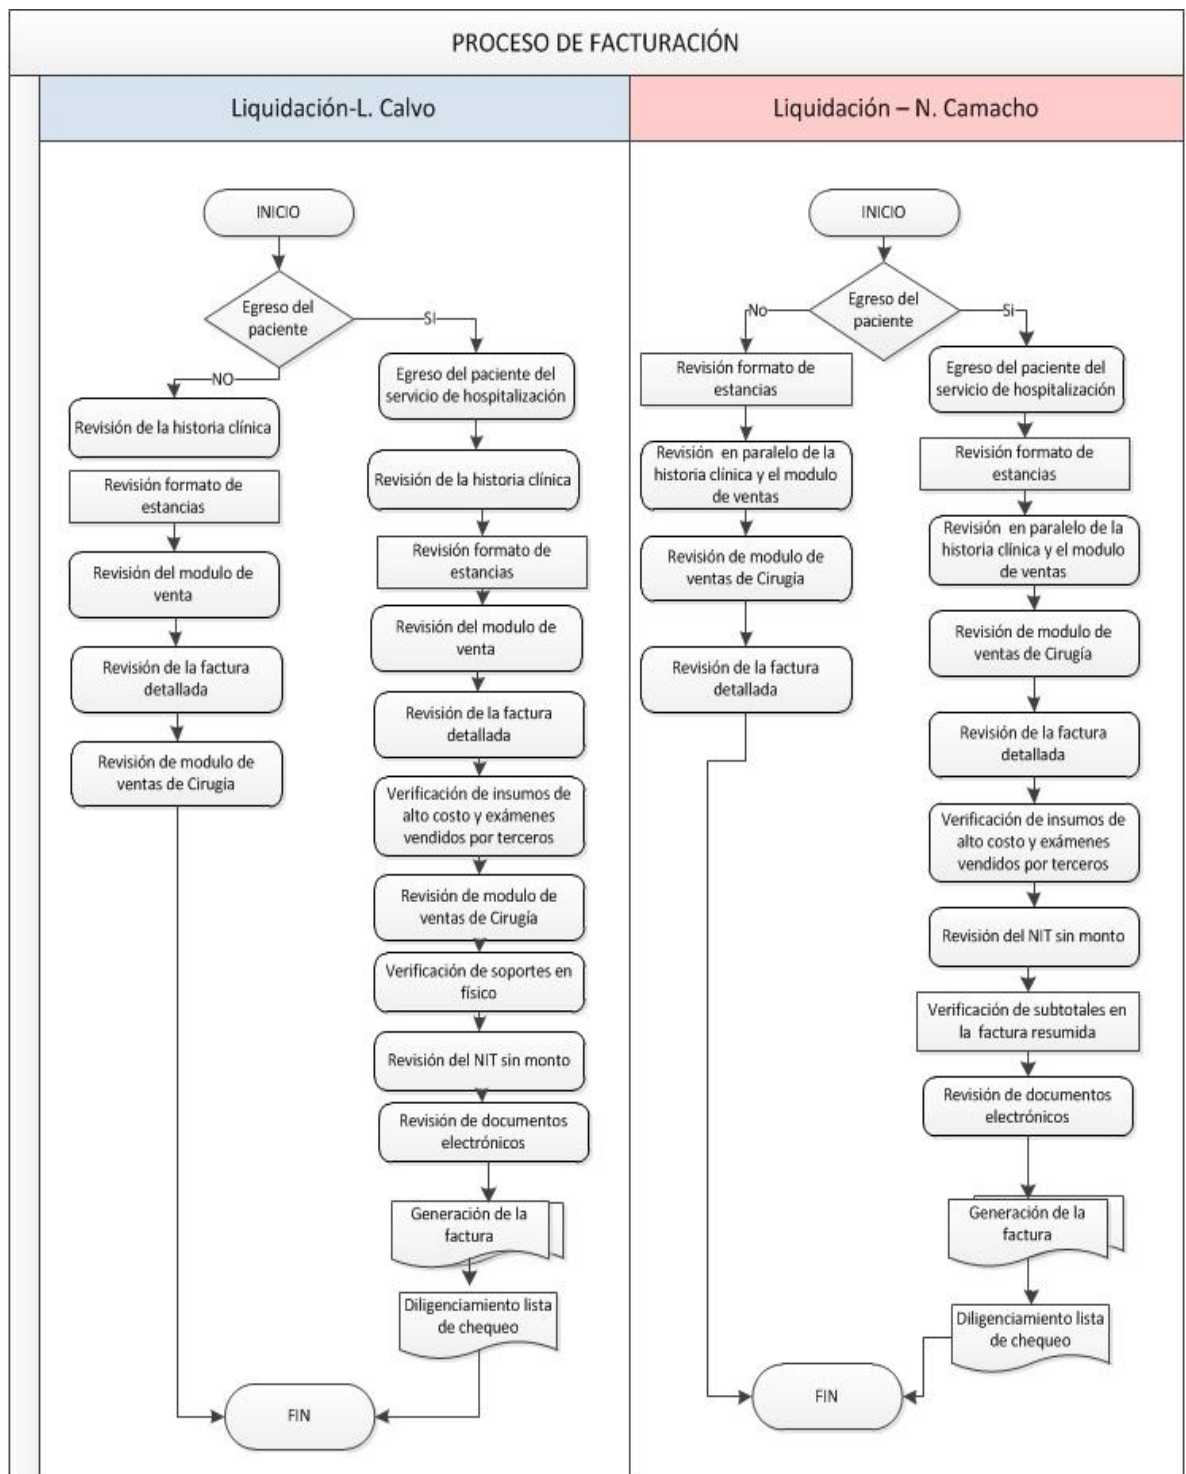 PROCESO DE FACTURACIÓN
Liquidación-L. Calvo
INICIO
Egreso del
paciente
SI
NO
Revisión de la historia clínica
Revisión formato de
estancias
Revisión del modulo de
venta
Revisión de la factura
detallada
Revisión de modulo de
ventas de Cirugía
Egreso del paciente del
servicio de hospitalización
Revisión de la historia clínica
Revisión formato de
estancias
Revisión del modulo de
venta
Revisión de la factura
detallada
Verificación de insumos de
alto costo y exámenes
vendidos por terceros
Revisión de modulo de
ventas de Cirugía
Verificación de soportes en
físico
Revisión del NIT sin monto
Revisión de documentos
electrónicos
Generación de la
factura
Diligenciamiento lista
de chequeo
FIN
Liquidación – N. Camacho
INICIO
Egreso del
paciente
No
Si
Revisión formato de
estancias
Revisión en paralelo de la
historia clínica y el modulo
de ventas
Revisión de modulo de
ventas de Cirugía
Revisión de la factura
detallada
Egreso del paciente del
servicio de hospitalización
Revisión formato de
estancias
Revisión en paralelo de la
historia clínica y el modulo
de ventas
Revisión de modulo de
ventas de Cirugía
Revisión de la factura
detallada
Verificación de insumos de
alto costo y exámenes
vendidos por terceros
Revisión del NIT sin monto
Verificación de subtotales en
la factura resumida
Revisión de documentos
electrónicos
Generación de la
factura
Diligenciamiento lista
de chequeo
FIN